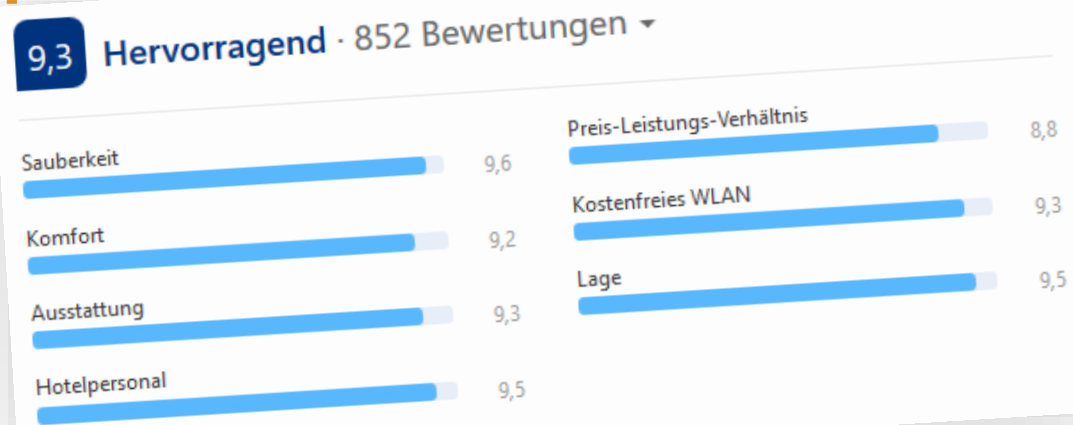 9,3 Hervorragend · 852 Bewertungen
Sauberkeit 9,6
Komfort 9,2
Ausstattung 9,3
Hotelpersonal 9,5
Preis-Leistungs-Verhältnis 8,8
Kostenfreies WLAN 9,3
Lage 9,5